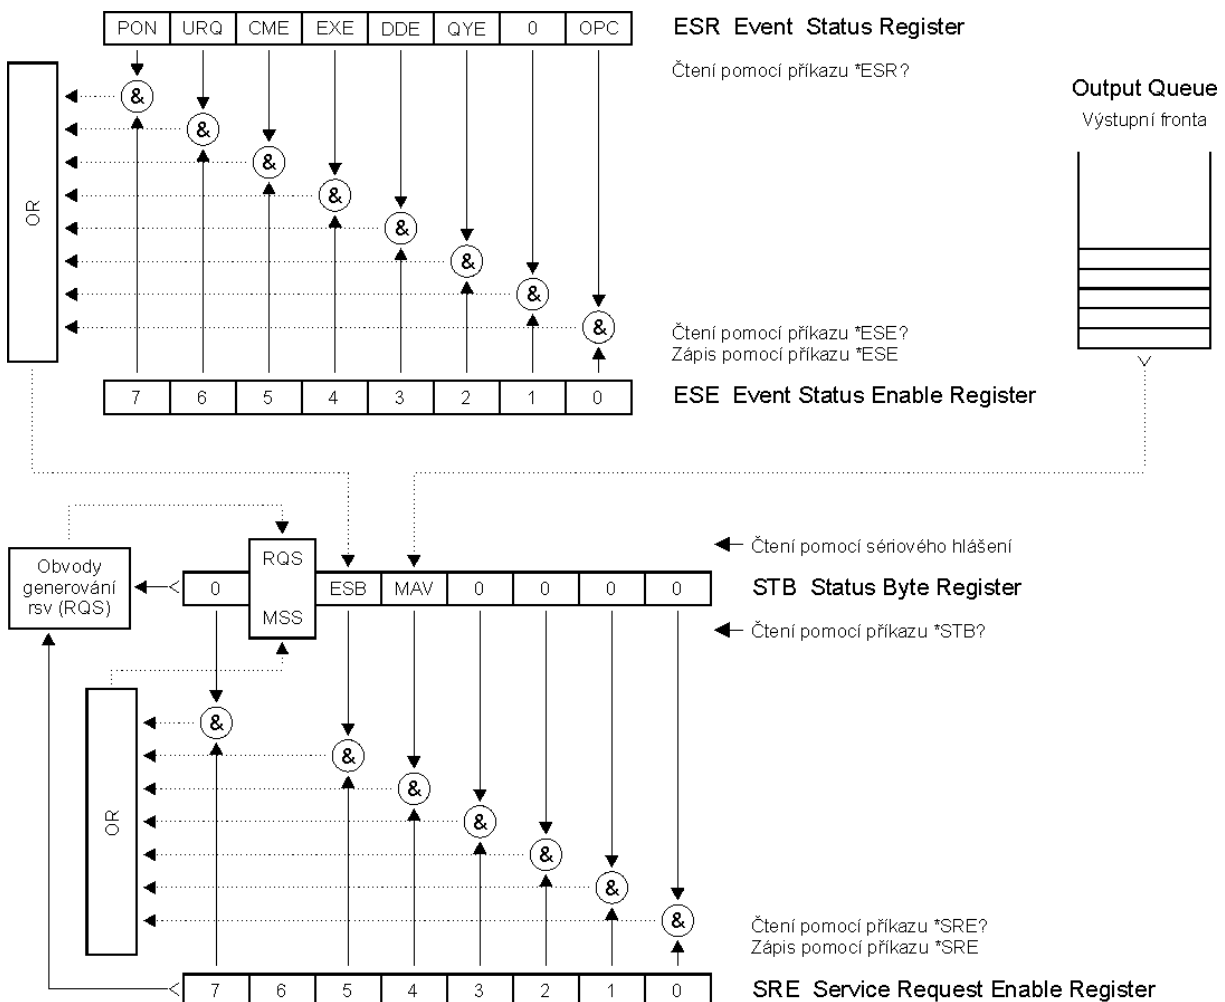 PON URQ CME EXE DDE QYE 0 OPC
ESR Event Status Register
Čtení pomocí příkazu *ESR?
Output Queue
Výstupní fronta
&
&
&
&
&
&
&
&
OR
Čtení pomocí příkazu *ESE?
Zápis pomocí příkazu *ESE
7 6 5 4 3 2 1 0
ESE Event Status Enable Register
Obvody
generování
rsv (RQS)
RQS
MSS
0 ESB MAV 0 0 0 0
Čtení pomocí sériového hlášení
STB Status Byte Register
Čtení pomocí příkazu *STB?
&
&
&
&
&
&
&
OR
Čtení pomocí příkazu *SRE?
Zápis pomocí příkazu *SRE
7 6 5 4 3 2 1 0
SRE Service Request Enable Register